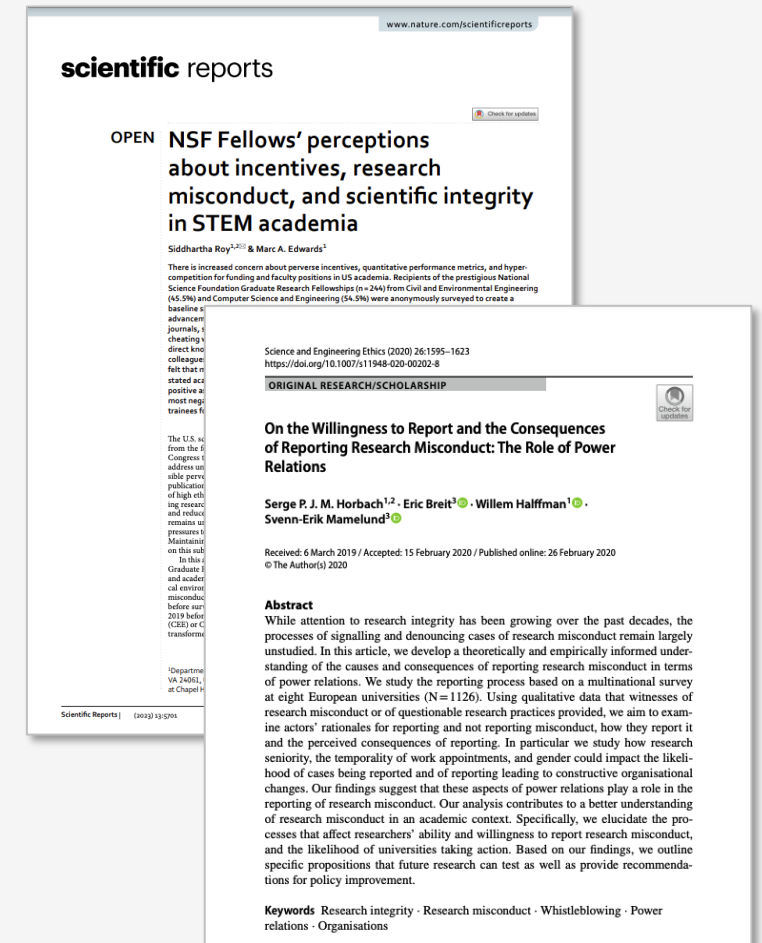 www.nature.com/scientificreports
scientific reports
Check for updates
OPEN
NSF Fellows’ perceptions
about incentives, research
misconduct, and scientific integrity
in STEM academia
Siddhartha Roy1,2✉ & Marc A. Edwards1
There is increased concern about perverse incentives, quantitative performance metrics, and hyper-
competition for funding and faculty positions in US academia. Recipients of the prestigious National
Science Foundation Graduate Research Fellowships (n = 244) from Civil and Environmental Engineering
(45.5%) and Computer Science and Engineering (54.5%) were anonymously surveyed to create a
baseline
advancem
journals,
cheating
direct kno
colleague
felt that
stated aca
positive
most nega
trainees
The U.S.
from the
Congress
address
sible perve
publication
of high
ing researc
and reduce
remains
pressures
Maintainin
on this
In this
Graduate
and academ
cal environ
misconduc
before
2019 before
(CEE) or
transforme
1Departme
VA 24061,
at Chapel H
Scientific Reports | (2023) 13:5701
Science and Engineering Ethics (2020) 26:1595–1623
https://doi.org/10.1007/s11948-020-00202-8
ORIGINAL RESEARCH/SCHOLARSHIP
Check for
updates
On the Willingness to Report and the Consequences
of Reporting Research Misconduct: The Role of Power
Relations
Serge P. J. M. Horbach1,2 · Eric Breit3 · Willem Halffman1 ·
Svenn-Erik Mamelund3
Received: 6 March 2019 / Accepted: 15 February 2020 / Published online: 26 February 2020
© The Author(s) 2020
Abstract
While attention to research integrity has been growing over the past decades, the
processes of signalling and denouncing cases of research misconduct remain largely
unstudied. In this article, we develop a theoretically and empirically informed under-
standing of the causes and consequences of reporting research misconduct in terms
of power relations. We study the reporting process based on a multinational survey
at eight European universities (N = 1126). Using qualitative data that witnesses of
research misconduct or of questionable research practices provided, we aim to exam-
ine actors’ rationales for reporting and not reporting misconduct, how they report it
and the perceived consequences of reporting. In particular we study how research
seniority, the temporality of work appointments, and gender could impact the likeli-
hood of cases being reported and of reporting leading to constructive organisational
changes. Our findings suggest that these aspects of power relations play a role in the
reporting of research misconduct. Our analysis contributes to a better understanding
of research misconduct in an academic context. Specifically, we elucidate the pro-
cesses that affect researchers’ ability and willingness to report research misconduct,
and the likelihood of universities taking action. Based on our findings, we outline
specific propositions that future research can test as well as provide recommenda-
tions for policy improvement.
Keywords Research integrity · Research misconduct · Whistleblowing · Power
relations · Organisations